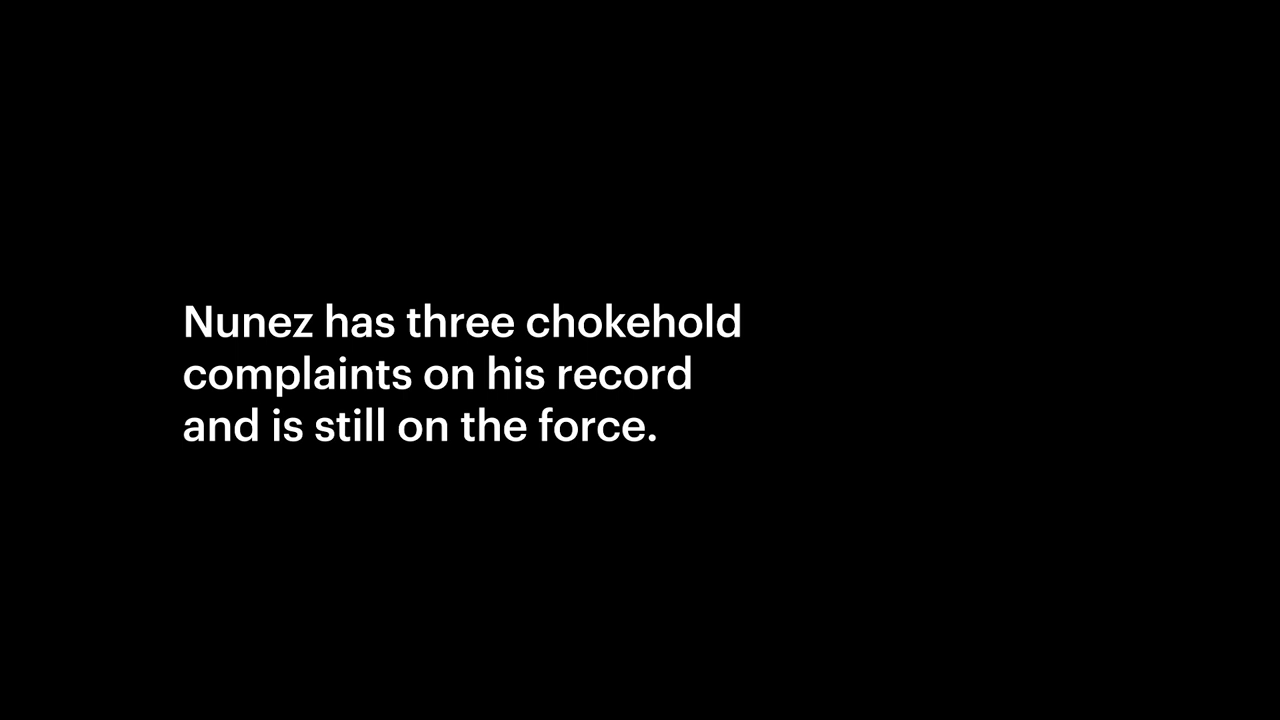 Nunez has three chokehold
complaints on his record
and is still on the force.